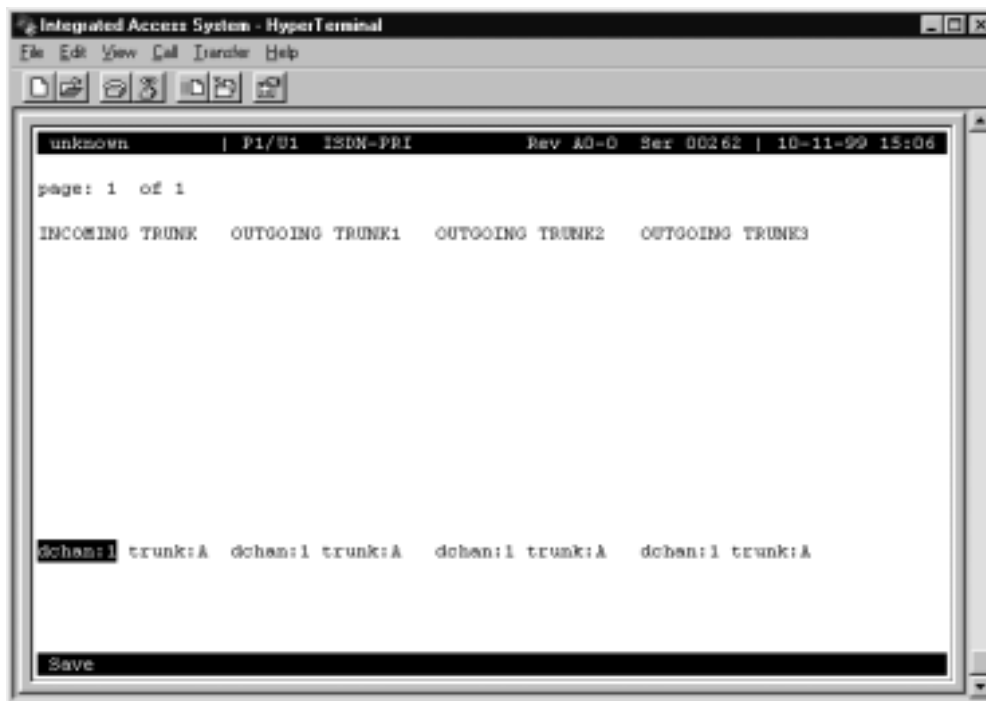 Integrated Access System - HyperTerminal
File Edit View Call Transfer Help
unknown | P1/U1 ISDN-PRI Rev A0-0 Ser 00262 | 10-11-99 15:06
page: 1 of 1
INCOMING TRUNK OUTGOING TRUNK1 OUTGOING TRUNK2 OUTGOING TRUNK3
dchan:1 trunk:A dchan:1 trunk:A dchan:1 trunk:A dchan:1 trunk:A
Save